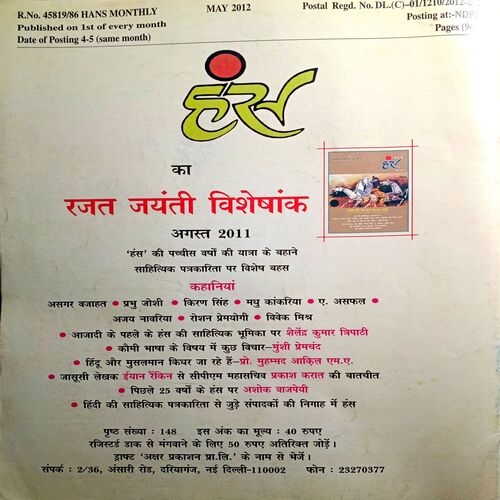 R.No. 45819/86 HANS MONTHLY
Published on 1st of every month
Date of Posting 4-5 (same month)
MAY 2012
Postal Regd. No. DL.(C)–01/1210/2012-
Posting at:-NDP
Pages
हंस
का
रजत जयंती विशेषांक
अगस्त 2011
'हंस' की पच्चीस वर्षों की यात्रा के बहाने
साहित्यिक पत्रकारिता पर विशेष बहस
कहानियां
असगर वजाहत ● प्रभु जोशी ● किरण सिंह ● मधु कांकरिया ● ए. असफल ●
अजय नावरिया ● रोशन प्रेमयोगी ● विवेक मिश्र
● आजादी के पहले के हंस की साहित्यिक भूमिका पर शैलेंद्र कुमार त्रिपाठी
● कौमी भाषा के विषय में कुछ विचार–मुंशी प्रेमचंद
● हिंदू और मुसलमान किधर जा रहे हैं–प्रो. मुहम्मद आक़िल एम.ए.
● जासूसी लेखक ईयान रैंकिन से सीपीएम महासचिव प्रकाश करात की बातचीत
● पिछले 25 वर्षों के हंस पर अशोक वाजपेयी
● हिंदी की साहित्यिक पत्रकारिता से जुड़े संपादकों की निगाह में हंस
पृष्ठ संख्या : 148 इस अंक का मूल्य : 40 रुपए
रजिस्टर्ड डाक से मंगवाने के लिए 50 रुपए अतिरिक्त जोड़ें।
ड्राफ्ट 'अक्षर प्रकाशन प्रा.लि.' के नाम से भेजें।
संपर्क : 2/36, अंसारी रोड, दरियागंज, नई दिल्ली-110002 फोन : 23270377